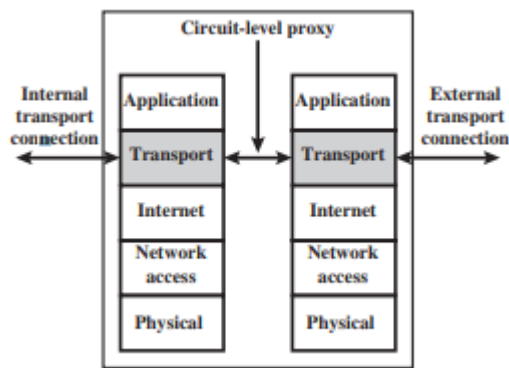 Circuit-level proxy
Internal
transport
connection
Application
Transport
Internet
Network
access
Physical
Application
Transport
Internet
Network
access
Physical
External
transport
connection